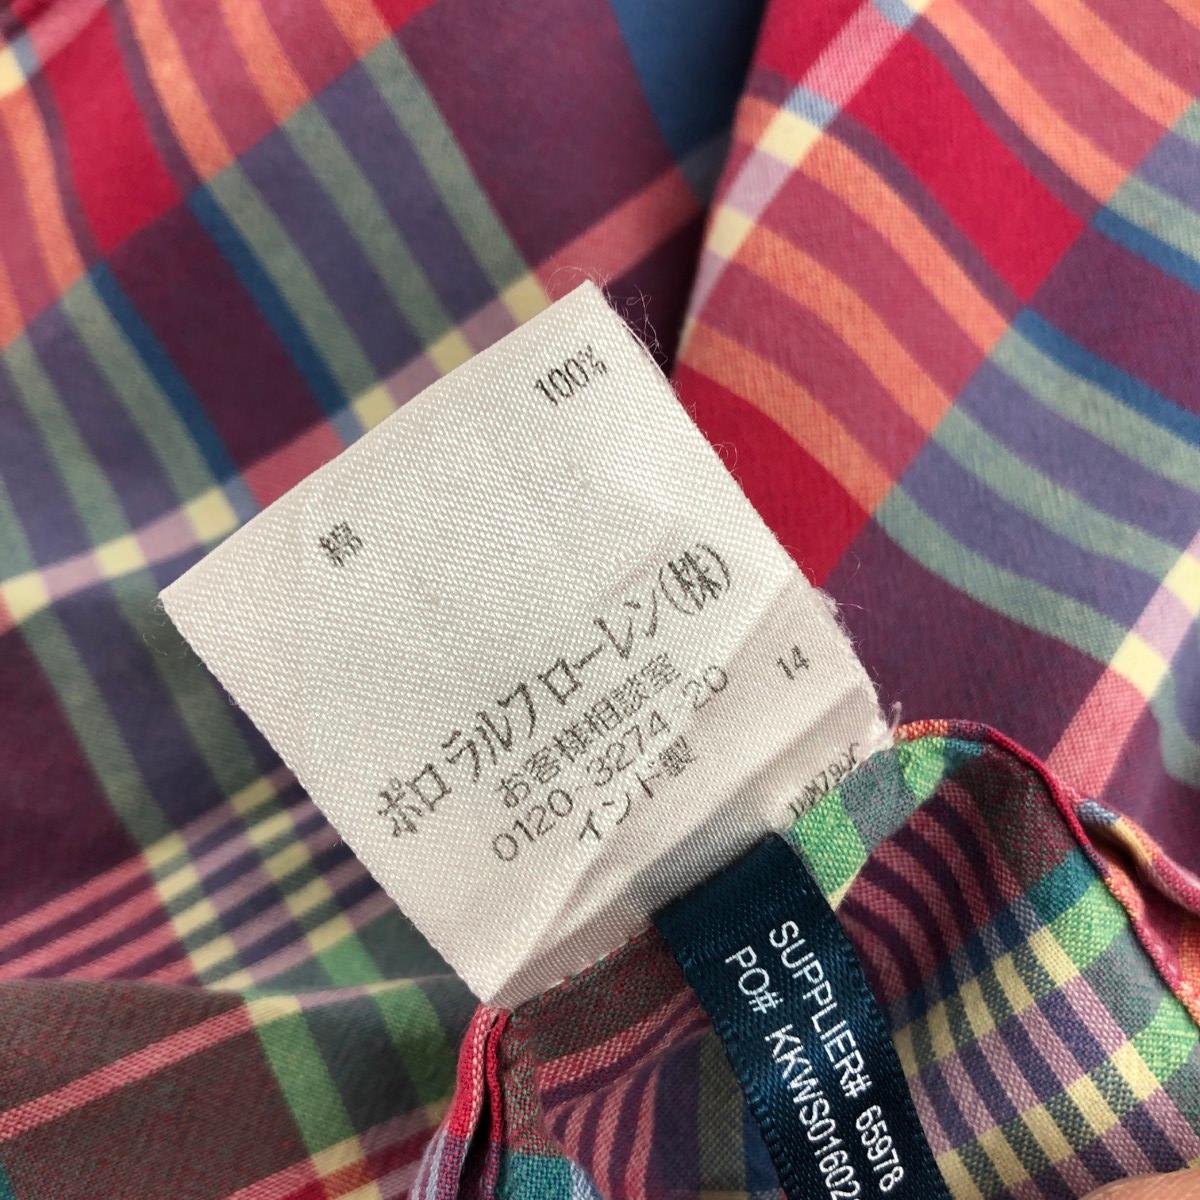 綿 100%
ポロ ラルフ ローレン(株)
お客様相談室
0120-3274-20 14
インド製
SUPPLIER# 65978
PO# KKWS01602